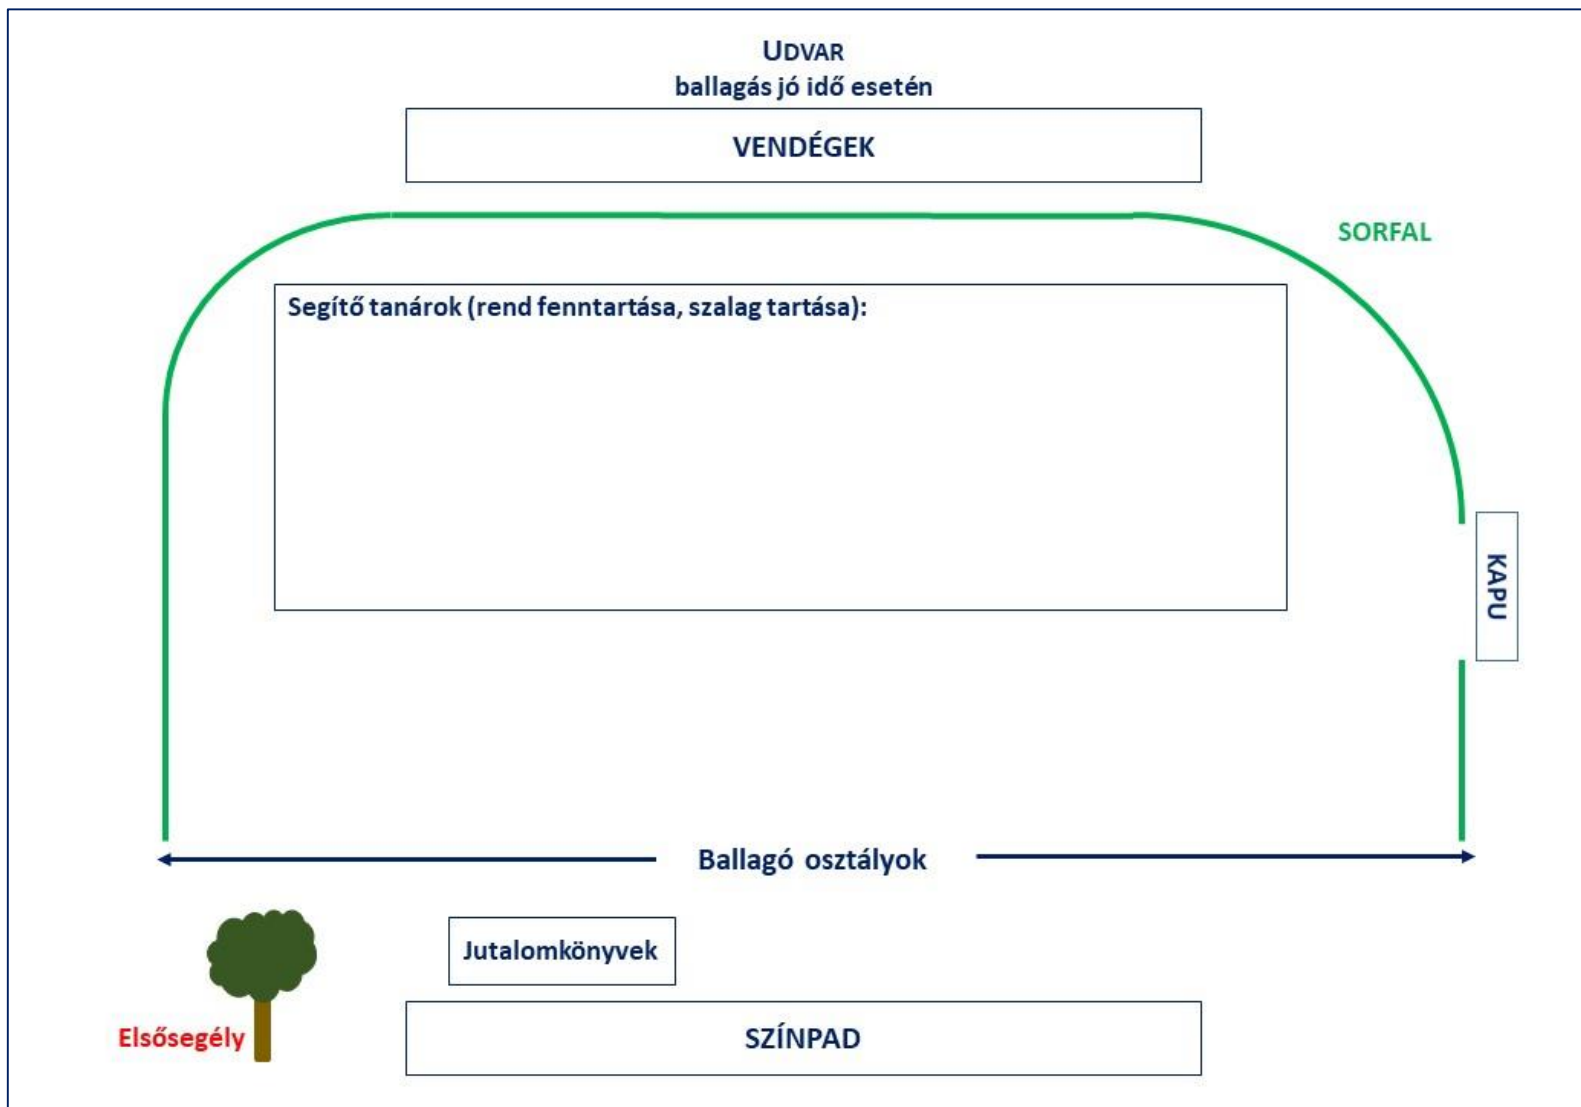 UDVAR
ballagás jó idő esetén
VENDÉGEK
SORFAL
Segítő tanárok (rend fenntartása, szalag tartása):
KAPU
Ballagó osztályok
Jutalomkönyvek
Elsősegély
SZÍNPAD